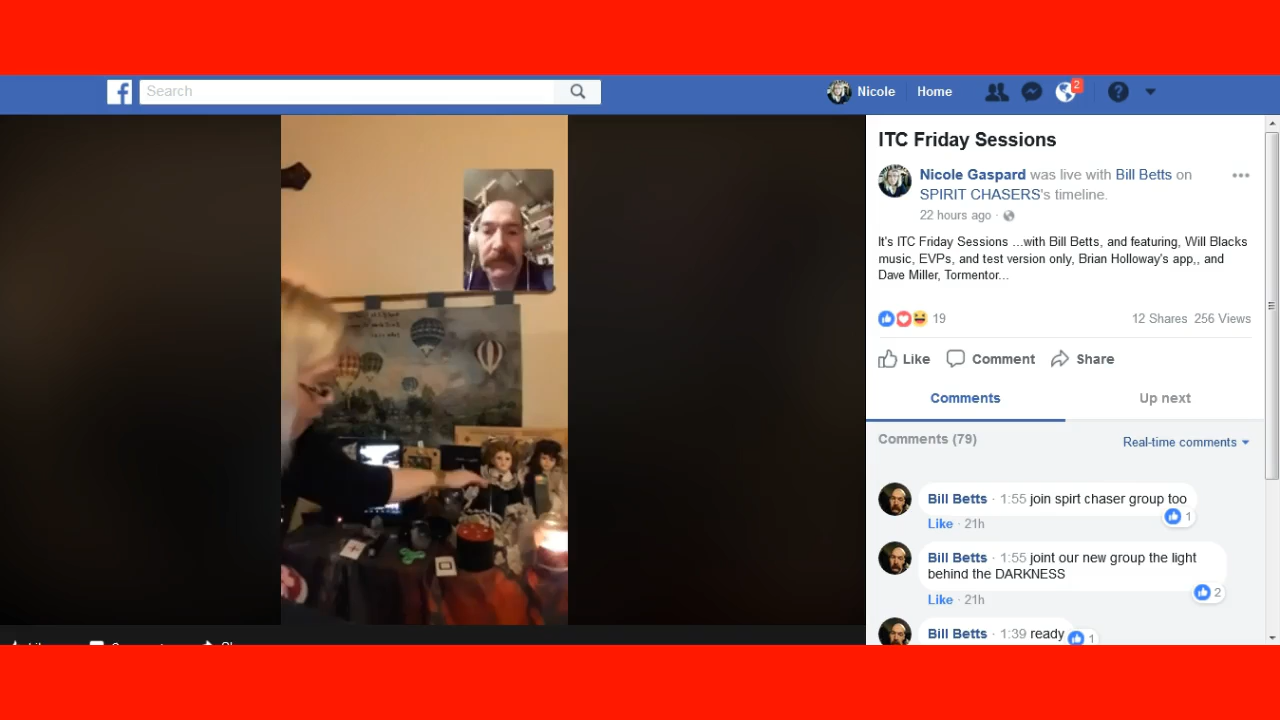 f
Search
Nicole
Home
2
ITC Friday Sessions
Nicole Gaspard was live with Bill Betts on
SPIRIT CHASERS's timeline.
22 hours ago ·
It's ITC Friday Sessions ...with Bill Betts, and featuring, Will Blacks
music, EVPs, and test version only, Brian Holloway's app,, and
Dave Miller, Tormentor...
19
12 Shares 256 Views
Like
Comment
Share
Comments
Up next
Comments (79)
Real-time comments
Bill Betts · 1:55 join spirt chaser group too
1
Like · 21h
Bill Betts · 1:55 joint our new group the light
behind the DARKNESS
2
Like · 21h
Bill Betts · 1:39 ready
1